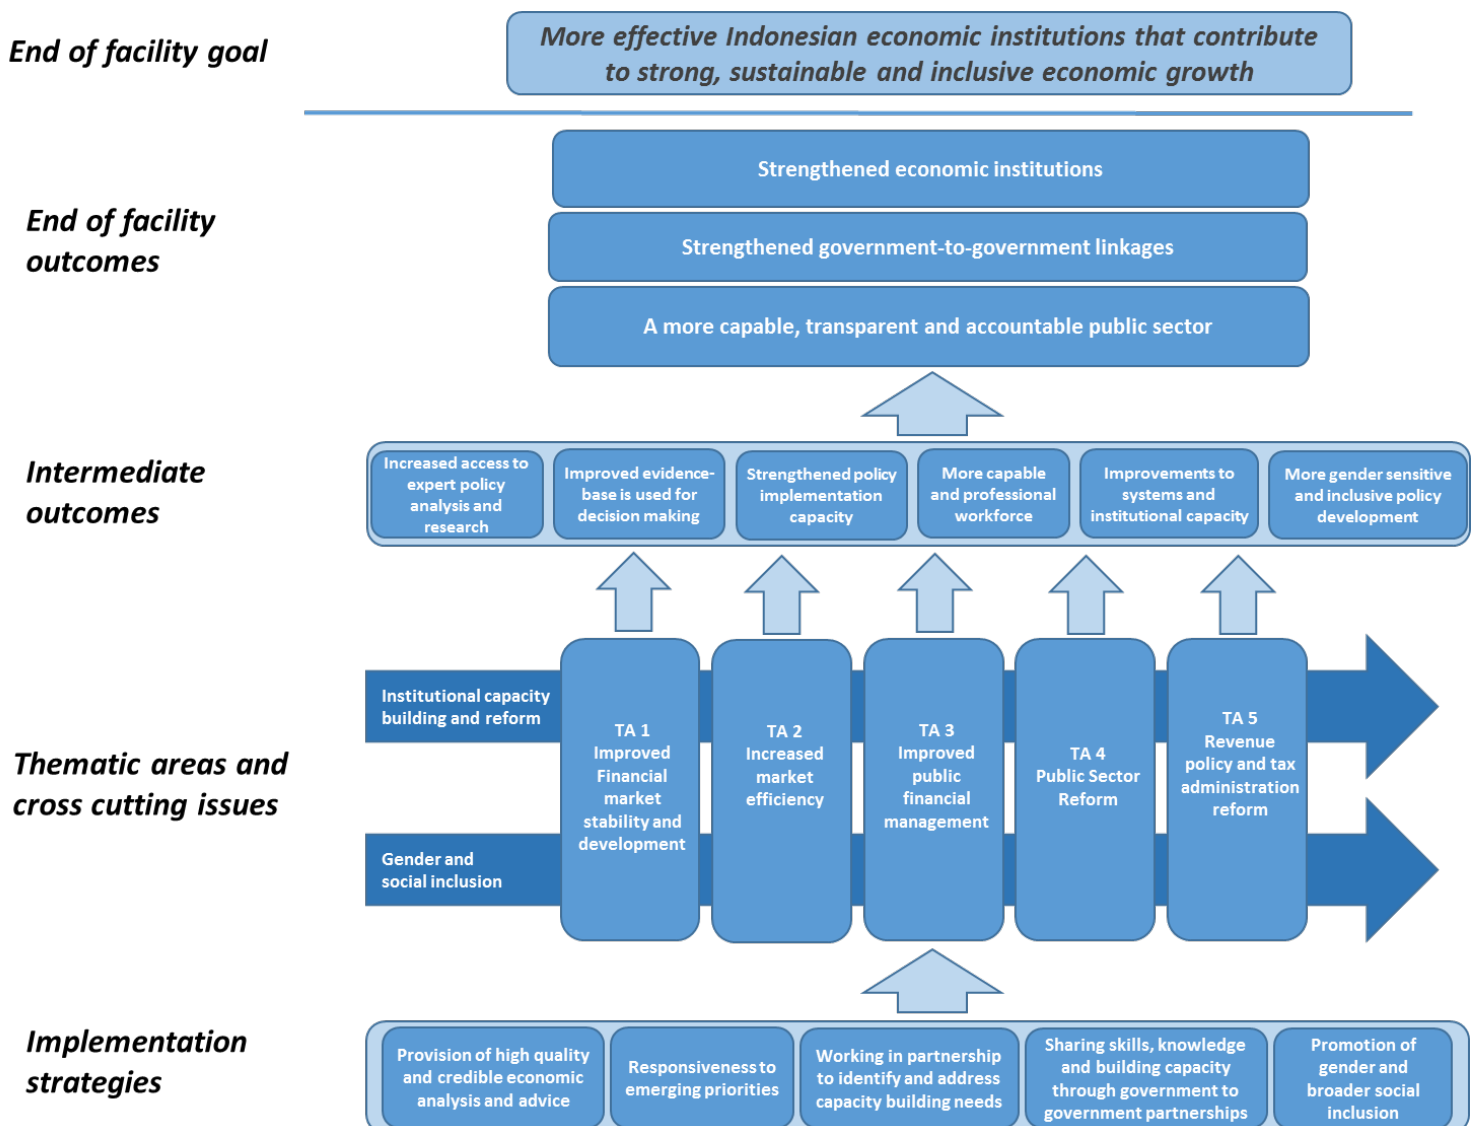 End of facility goal
More effective Indonesian economic institutions that contribute
to strong, sustainable and inclusive economic growth
End of facility
outcomes
Strengthened economic institutions
Strengthened government-to-government linkages
A more capable, transparent and accountable public sector
Intermediate
outcomes
Increased access to
expert policy
analysis and
research
Improved evidence-
base is used for
decision making
Strengthened policy
implementation
capacity
More capable
and professional
workforce
Improvements to
systems and
institutional capacity
More gender sensitive
and inclusive policy
development
Thematic areas and
cross cutting issues
Institutional capacity
building and reform
Gender and
social inclusion
TA 1
Improved
Financial
market
stability and
development
TA 2
Increased
market
efficiency
TA 3
Improved
public
financial
management
TA 4
Public Sector
Reform
TA 5
Revenue
policy and tax
administration
reform
Implementation
strategies
Provision of high quality
and credible economic
analysis and advice
Responsiveness to
emerging priorities
Working in partnership
to identify and address
capacity building needs
Sharing skills, knowledge
and building capacity
through government to
government partnerships
Promotion of
gender and
broader social
inclusion